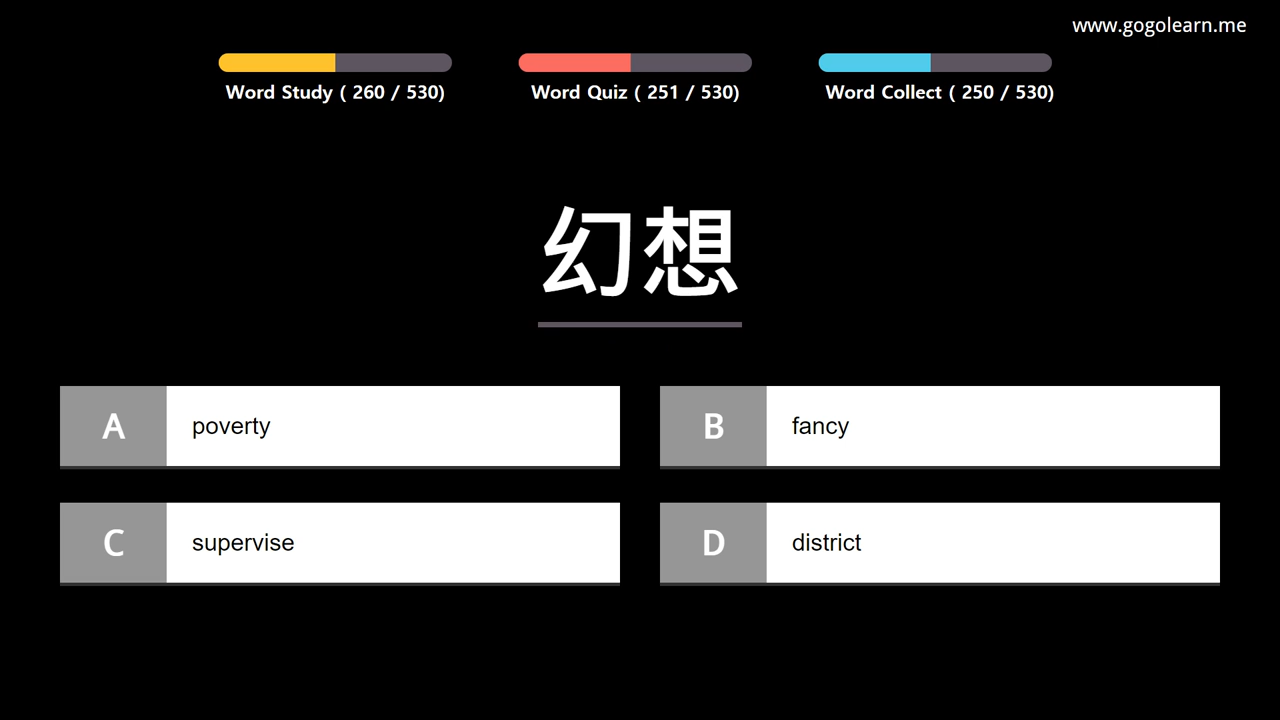 www.gogolearn.me
Word Study ( 260 / 530)
Word Quiz ( 251 / 530)
Word Collect ( 250 / 530)
幻想
A poverty
B fancy
C supervise
D district